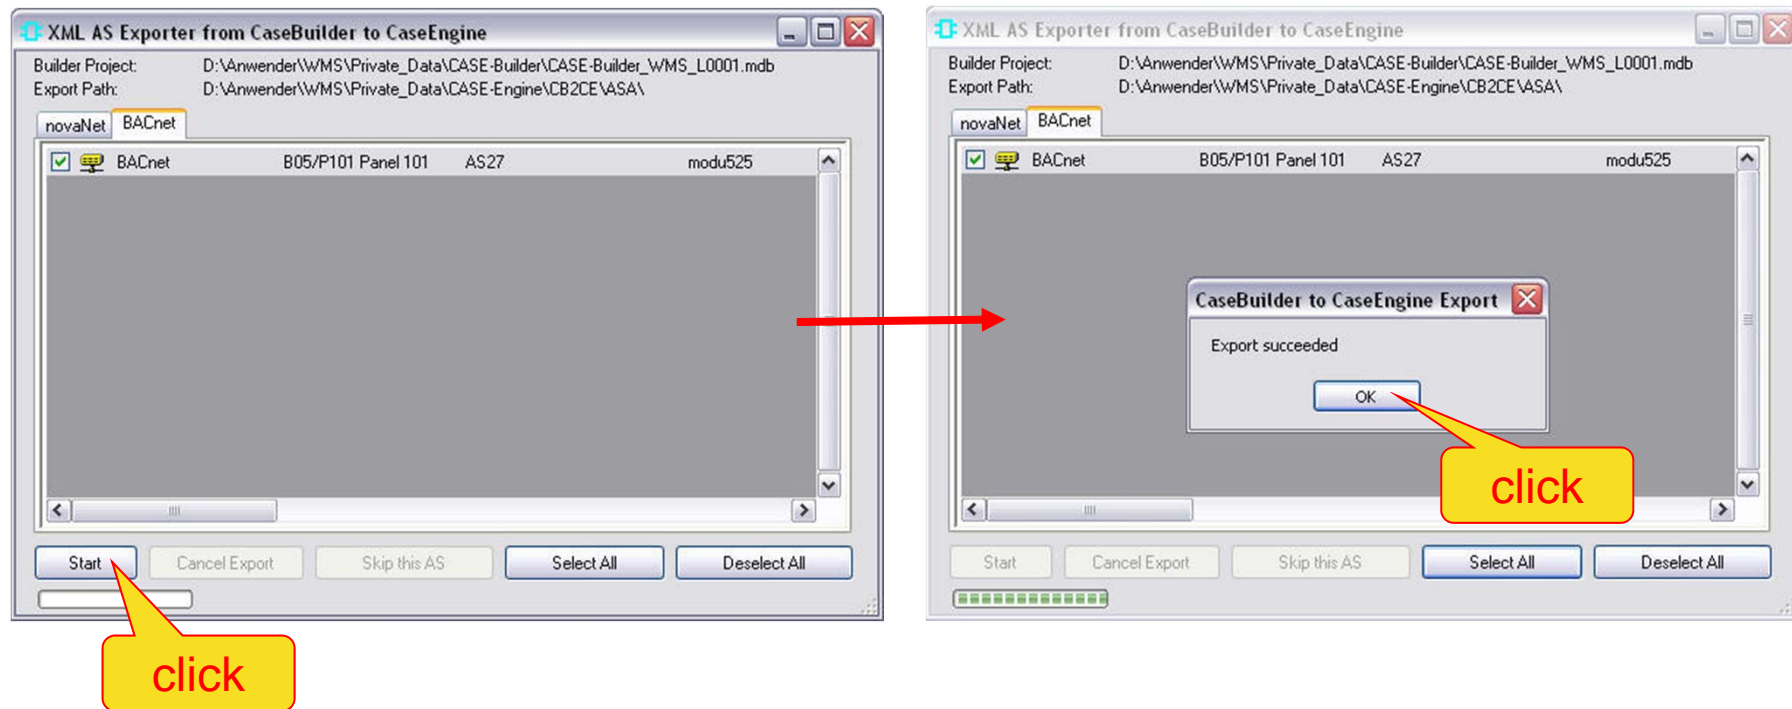 XML AS Exporter from CaseBuilder to CaseEngine
Builder Project: D:\Anwender\WMS\Private_Data\CASE-Builder\CASE-Builder_WMS_L0001.mdb
Export Path: D:\Anwender\WMS\Private_Data\CASE-Engine\CB2CE\ASA\
novaNet BACnet
BACnet B05/P101 Panel 101 AS27 modu525
Start Cancel Export Skip this AS Select All Deselect All
click
XML AS Exporter from CaseBuilder to CaseEngine
Builder Project: D:\Anwender\WMS\Private_Data\CASE-Builder\CASE-Builder_WMS_L0001.mdb
Export Path: D:\Anwender\WMS\Private_Data\CASE-Engine\CB2CE\ASA\
novaNet BACnet
BACnet B05/P101 Panel 101 AS27 modu525
CaseBuilder to CaseEngine Export
Export succeeded
OK
click
Start Cancel Export Skip this AS Select All Deselect All